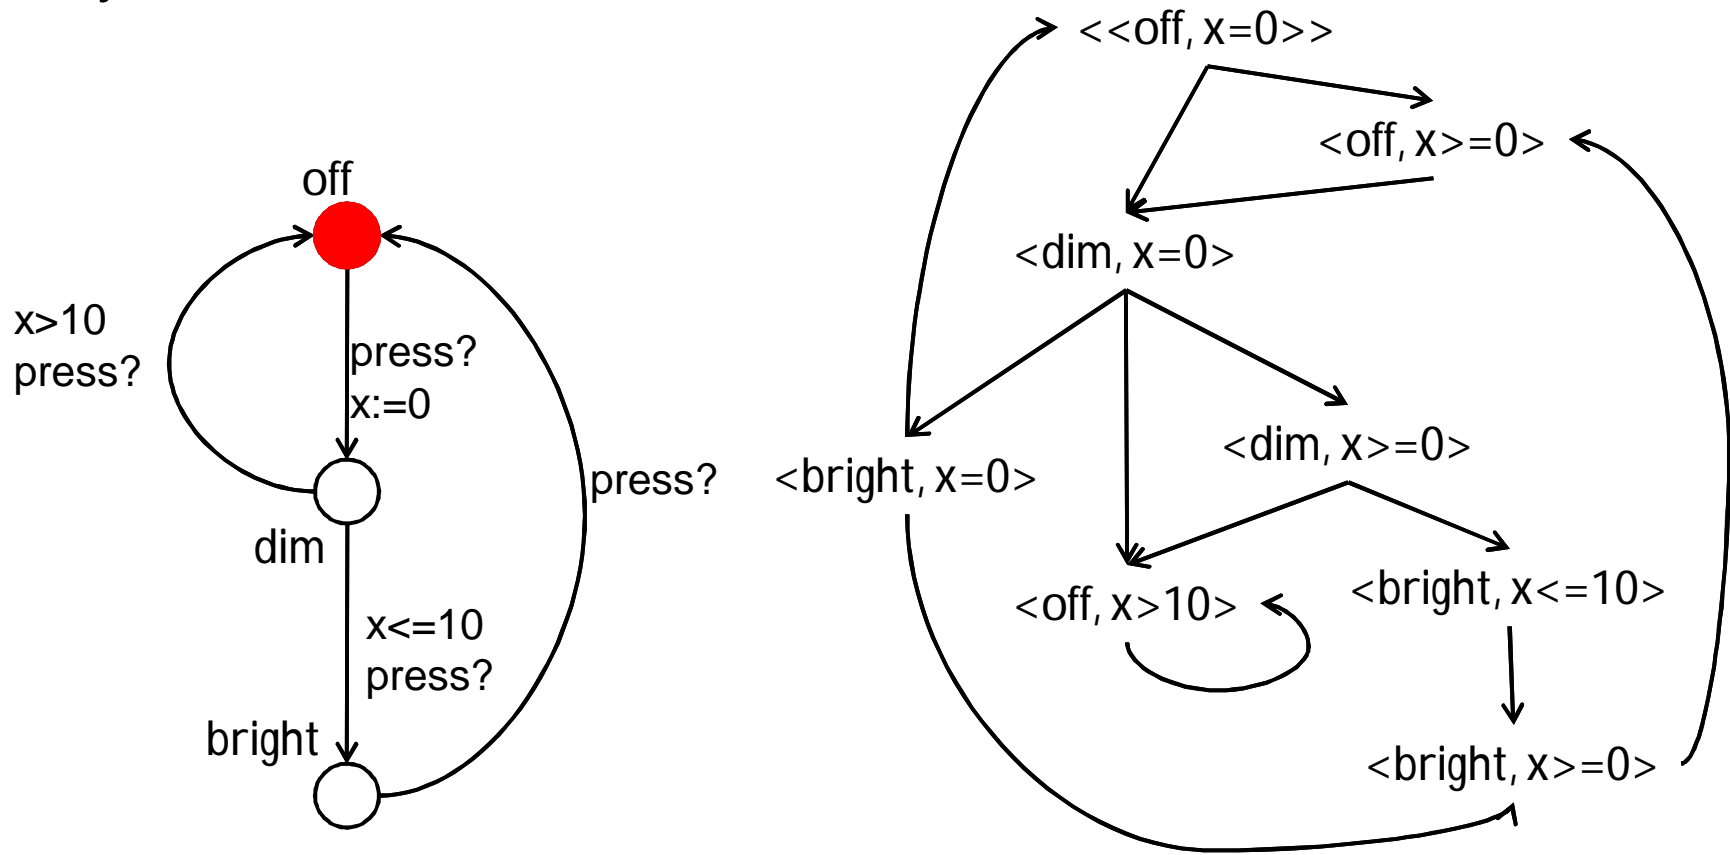 off
x>10
press?
press?
x:=0
press?
dim
x<=10
press?
bright
<<off, x=0>>
<off, x>=0>
<dim, x=0>
<dim, x>=0>
<bright, x=0>
<off, x>10>
<bright, x<=10>
<bright, x>=0>